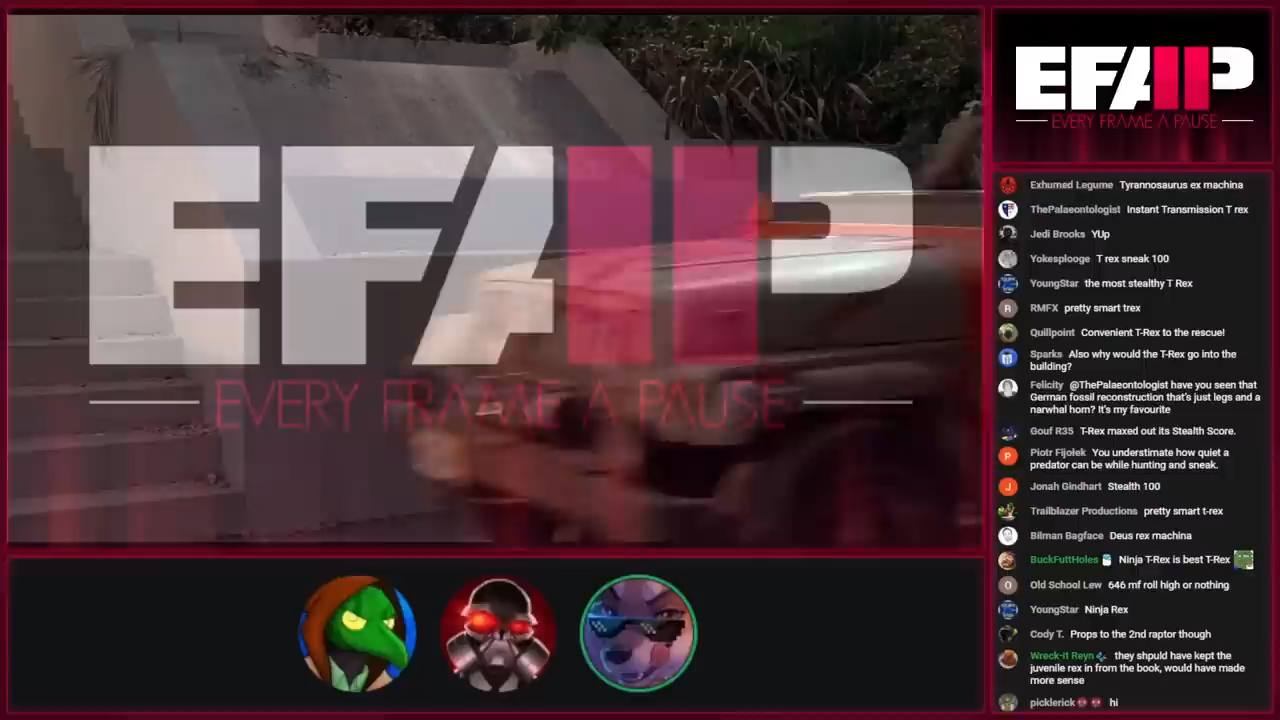 EFAP
EVERY FRAME A PAUSE
EFAP
EVERY FRAME A PAUSE
Exhumed Legume Tyrannosaurus ex machina
ThePalaeontologist Instant Transmission T rex
Jedi Brooks YUp
Yokesplooge T rex sneak 100
YoungStar the most stealthy T Rex
R RMFX pretty smart trex
Quillpoint Convenient T-Rex to the rescue!
Sparks Also why would the T-Rex go into the
building?
Felicity @ThePalaeontologist have you seen that
German fossil reconstruction that's just legs and a
narwhal horn? It's my favourite
Gouf R35 T-Rex maxed out its Stealth Score.
P Piotr Fijołek You underestimate how quiet a
predator can be while hunting and sneak.
J Jonah Gindhart Stealth 100
Trailblazer Productions pretty smart t-rex
Bilman Bagface Deus rex machina
BuckFuttHoles Ninja T-Rex is best T-Rex
O Old School Lew 646 mf roll high or nothing
YoungStar Ninja Rex
Cody T. Props to the 2nd raptor though
Wreck-it Reyn they shpuld have kept the
juvenile rex in from the book, would have made
more sense
picklerick hi